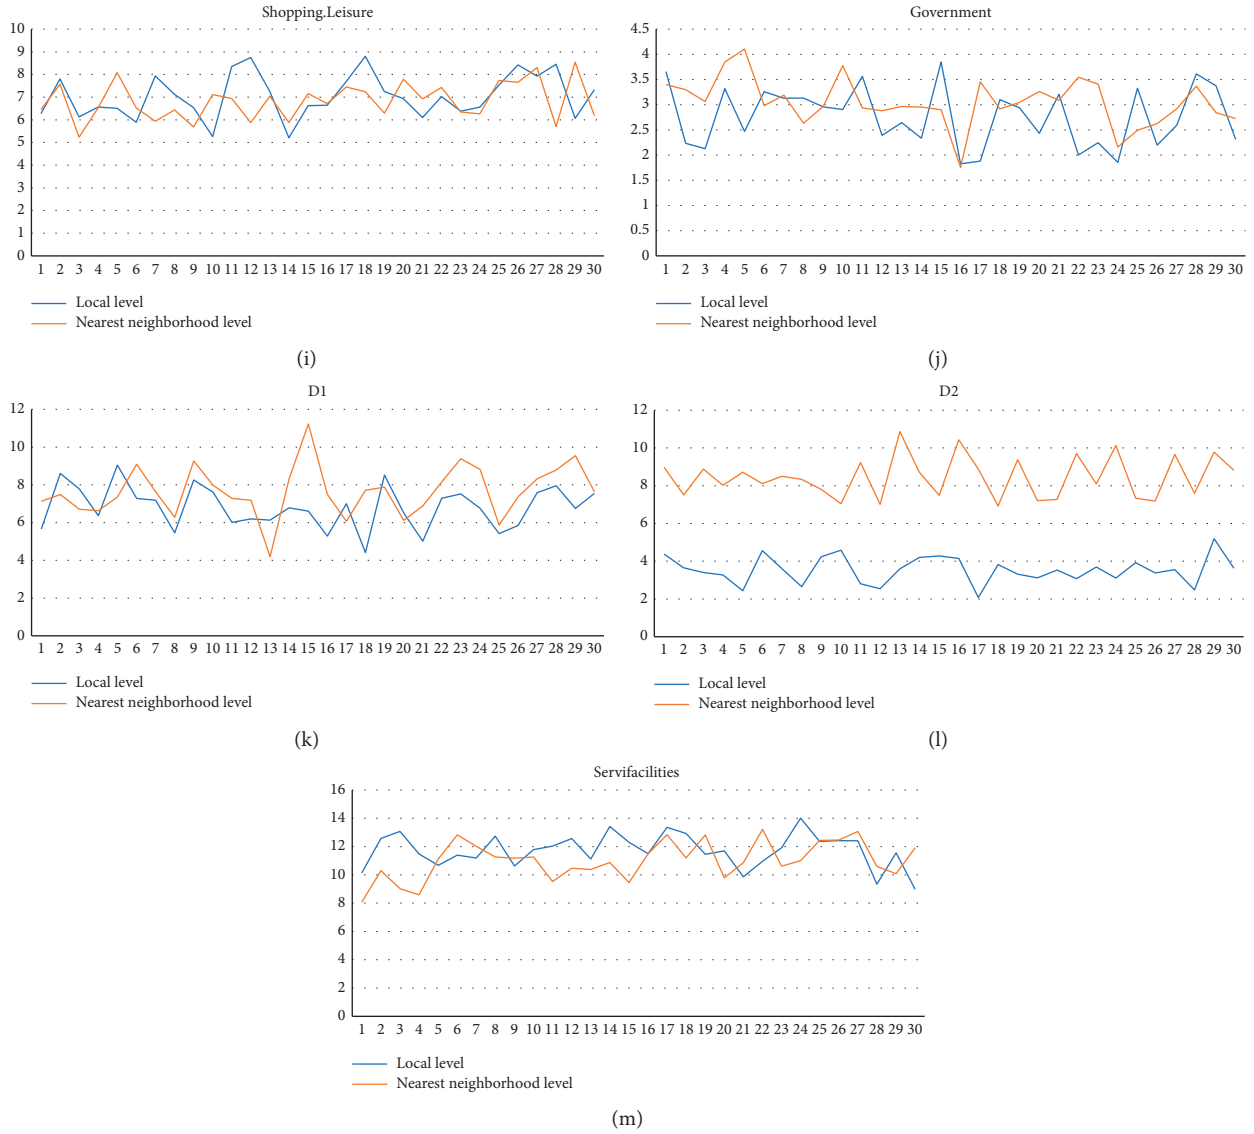 Shopping.Leisure
10
9
8
7
6
5
4
3
2
1
0
1 2 3 4 5 6 7 8 9 10 11 12 13 14 15 16 17 18 19 20 21 22 23 24 25 26 27 28 29 30
Local level
Nearest neighborhood level
(i)
Government
4.5
4
3.5
3
2.5
2
1.5
1
0.5
0
1 2 3 4 5 6 7 8 9 10 11 12 13 14 15 16 17 18 19 20 21 22 23 24 25 26 27 28 29 30
Local level
Nearest neighborhood level
(j)
D1
12
10
8
6
4
2
0
1 2 3 4 5 6 7 8 9 10 11 12 13 14 15 16 17 18 19 20 21 22 23 24 25 26 27 28 29 30
Local level
Nearest neighborhood level
(k)
D2
12
10
8
6
4
2
0
1 2 3 4 5 6 7 8 9 10 11 12 13 14 15 16 17 18 19 20 21 22 23 24 25 26 27 28 29 30
Local level
Nearest neighborhood level
(l)
Servifacilities
16
14
12
10
8
6
4
2
0
1 2 3 4 5 6 7 8 9 10 11 12 13 14 15 16 17 18 19 20 21 22 23 24 25 26 27 28 29 30
Local level
Nearest neighborhood level
(m)